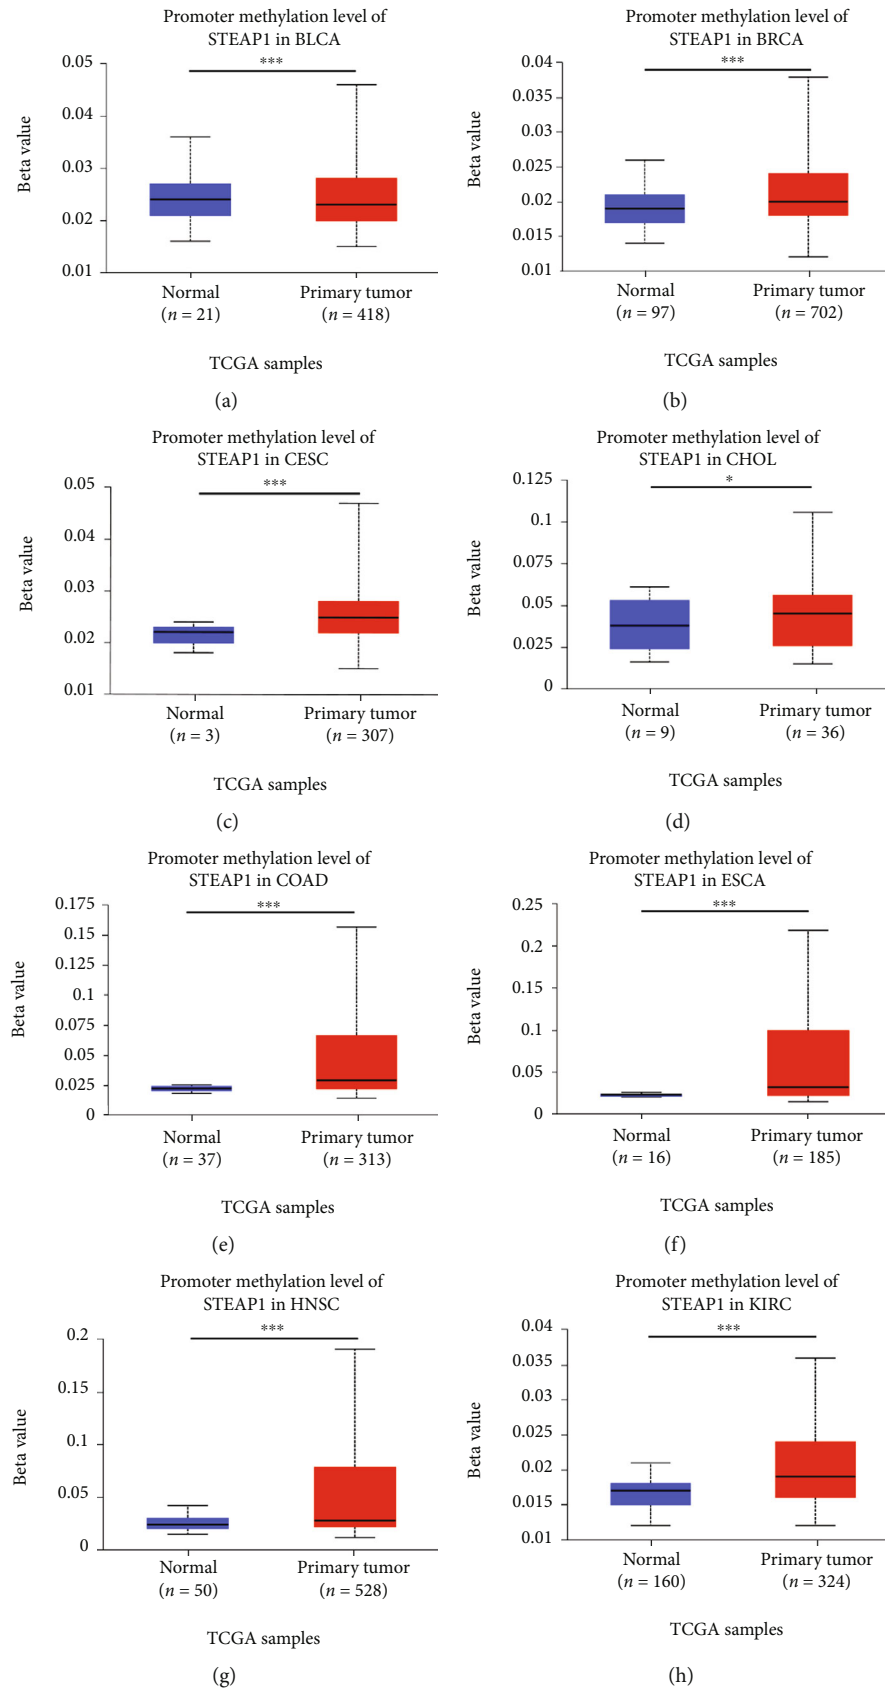 Promoter methylation level of
STEAP1 in BLCA
***
0.05
0.04
0.03
0.02
0.01
Beta value
Normal
(n = 21)
Primary tumor
(n = 418)
TCGA samples
(a)
Promoter methylation level of
STEAP1 in BRCA
***
0.04
0.035
0.03
0.025
0.02
0.015
0.01
Beta value
Normal
(n = 97)
Primary tumor
(n = 702)
TCGA samples
(b)
Promoter methylation level of
STEAP1 in CESC
***
0.05
0.04
0.03
0.02
0.01
Beta value
Normal
(n = 3)
Primary tumor
(n = 307)
TCGA samples
(c)
Promoter methylation level of
STEAP1 in CHOL
*
0.125
0.1
0.075
0.05
0.025
0
Beta value
Normal
(n = 9)
Primary tumor
(n = 36)
TCGA samples
(d)
Promoter methylation level of
STEAP1 in COAD
***
0.175
0.15
0.125
0.1
0.075
0.05
0.025
0
Beta value
Normal
(n = 37)
Primary tumor
(n = 313)
TCGA samples
(e)
Promoter methylation level of
STEAP1 in ESCA
***
0.25
0.2
0.15
0.1
0.05
0
Beta value
Normal
(n = 16)
Primary tumor
(n = 185)
TCGA samples
(f)
Promoter methylation level of
STEAP1 in HNSC
***
0.2
0.15
0.1
0.05
0
Beta value
Normal
(n = 50)
Primary tumor
(n = 528)
TCGA samples
(g)
Promoter methylation level of
STEAP1 in KIRC
***
0.04
0.035
0.03
0.025
0.02
0.015
0.01
Beta value
Normal
(n = 160)
Primary tumor
(n = 324)
TCGA samples
(h)